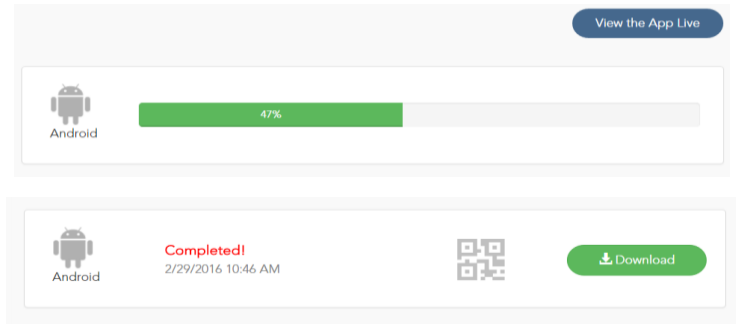 View the App Live
47%
Android
Completed!
2/29/2016 10:46 AM
Android
Download